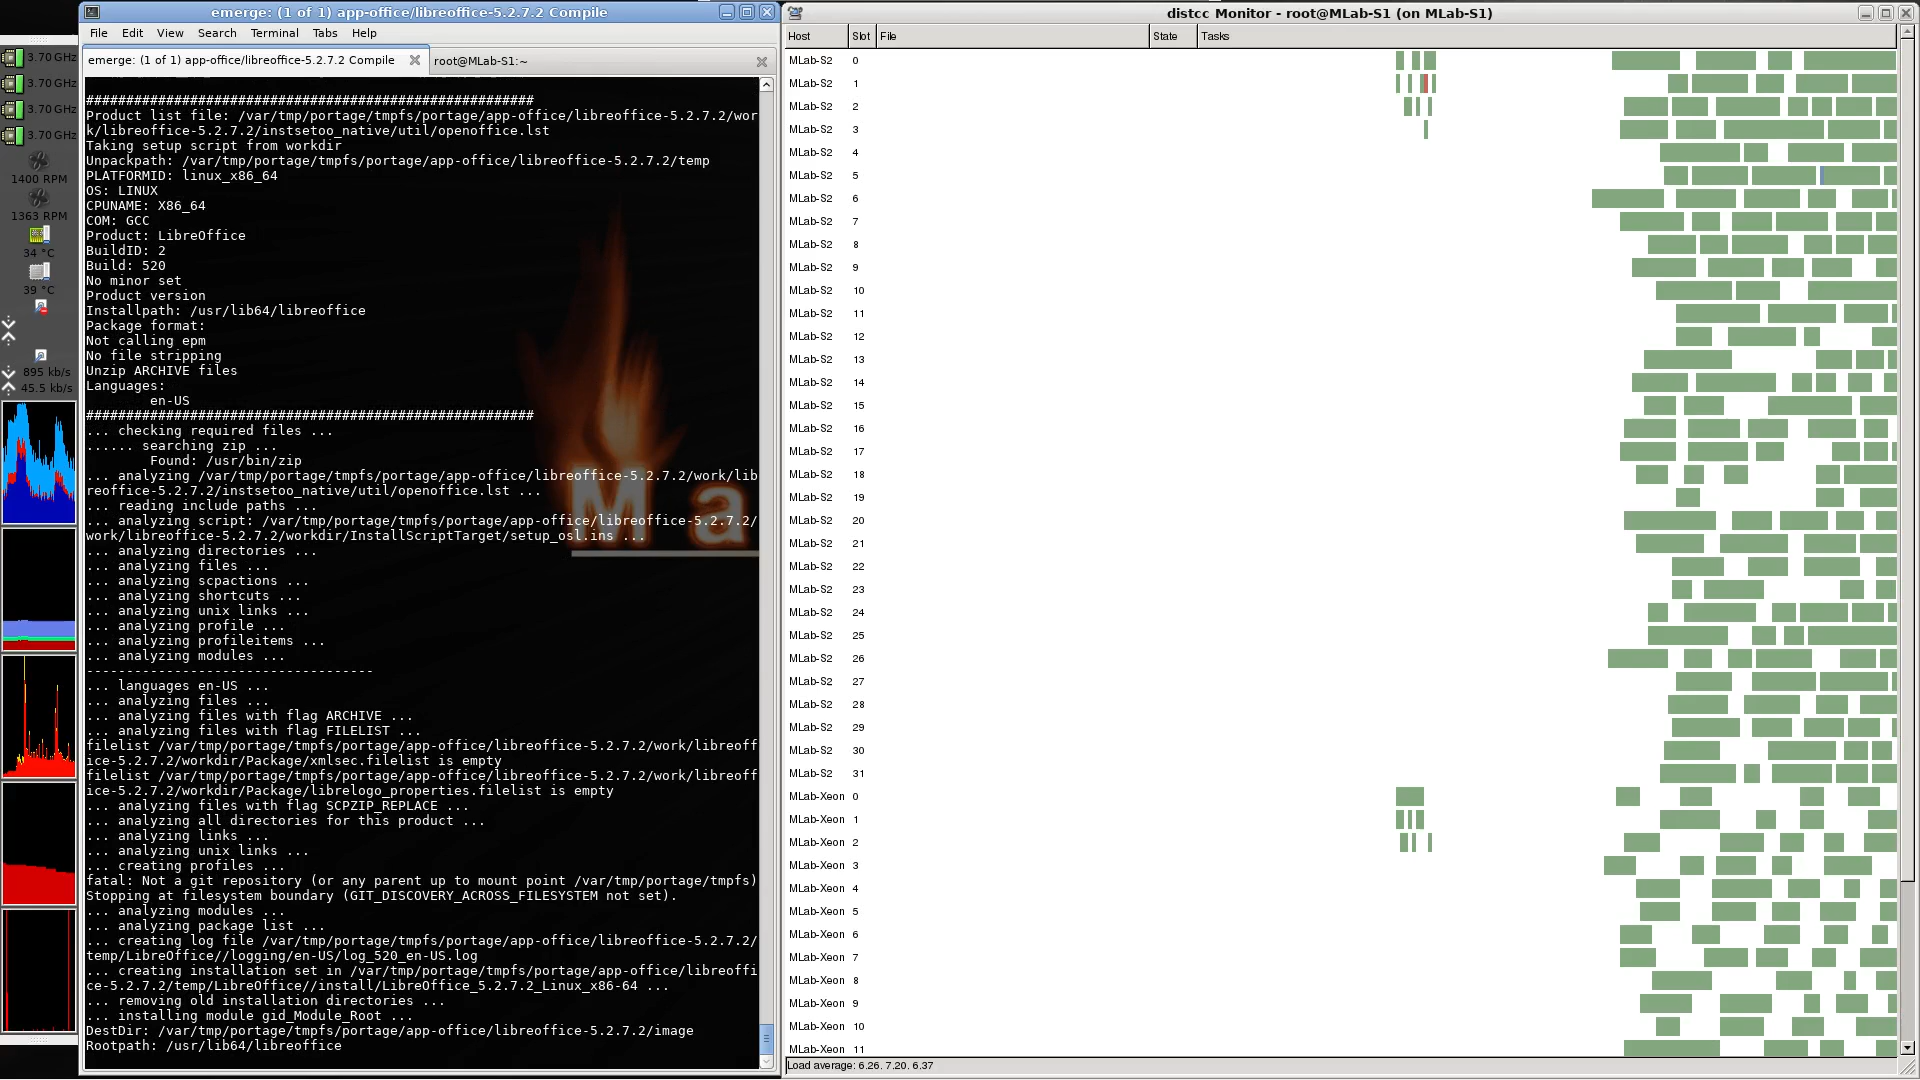 3.70 GHz
3.70 GHz
3.70 GHz
3.70 GHz
1400 RPM
1363 RPM
34 °C
39 °C
895 kb/s
45.5 kb/s
emerge: (1 of 1) app-office/libreoffice-5.2.7.2 Compile
File Edit View Search Terminal Tabs Help
emerge: (1 of 1) app-office/libreoffice-5.2.7.2 Compile
root@MLab-S1:~
########################################################
Product list file: /var/tmp/portage/tmpfs/portage/app-office/libreoffice-5.2.7.2/wor
k/libreoffice-5.2.7.2/instsetoo_native/util/openoffice.lst
Taking setup script from workdir
Unpackpath: /var/tmp/portage/tmpfs/portage/app-office/libreoffice-5.2.7.2/temp
PLATFORMID: linux_x86_64
OS: LINUX
CPUNAME: X86_64
COM: GCC
Product: LibreOffice
BuildID: 2
Build: 520
No minor set
Product version
Installpath: /usr/lib64/libreoffice
Package format:
Not calling epm
No file stripping
Unzip ARCHIVE files
Languages:
en-US
########################################################
... checking required files ...
...... searching zip ...
Found: /usr/bin/zip
... analyzing /var/tmp/portage/tmpfs/portage/app-office/libreoffice-5.2.7.2/work/lib
reoffice-5.2.7.2/instsetoo_native/util/openoffice.lst ...
... reading include paths ...
... analyzing script: /var/tmp/portage/tmpfs/portage/app-office/libreoffice-5.2.7.2/
work/libreoffice-5.2.7.2/workdir/InstallScriptTarget/setup_osl.ins ...
... analyzing directories ...
... analyzing files ...
... analyzing scpactions ...
... analyzing shortcuts ...
... analyzing unix links ...
... analyzing profile ...
... analyzing profileitems ...
... analyzing modules ...
------------------------------------
... languages en-US ...
... analyzing files ...
... analyzing files with flag ARCHIVE ...
... analyzing files with flag FILELIST ...
filelist /var/tmp/portage/tmpfs/portage/app-office/libreoffice-5.2.7.2/work/libreoff
ice-5.2.7.2/workdir/Package/xmlsec.filelist is empty
filelist /var/tmp/portage/tmpfs/portage/app-office/libreoffice-5.2.7.2/work/libreoff
ice-5.2.7.2/workdir/Package/librelogo_properties.filelist is empty
... analyzing files with flag SCPZIP_REPLACE ...
... analyzing all directories for this product ...
... analyzing links ...
... analyzing unix links ...
... creating profiles ...
fatal: Not a git repository (or any parent up to mount point /var/tmp/portage/tmpfs)
Stopping at filesystem boundary (GIT_DISCOVERY_ACROSS_FILESYSTEM not set).
... analyzing modules ...
... analyzing package list ...
... creating log file /var/tmp/portage/tmpfs/portage/app-office/libreoffice-5.2.7.2/
temp/LibreOffice//logging/en-US/log_520_en-US.log
... creating installation set in /var/tmp/portage/tmpfs/portage/app-office/libreoffi
ce-5.2.7.2/temp/LibreOffice//install/LibreOffice_5.2.7.2_Linux_x86-64 ...
... removing old installation directories ...
... installing module gid_Module_Root ...
DestDir: /var/tmp/portage/tmpfs/portage/app-office/libreoffice-5.2.7.2/image
Rootpath: /usr/lib64/libreoffice
M a
distcc Monitor - root@MLab-S1 (on MLab-S1)
Host Slot File State Tasks
MLab-S2 0
MLab-S2 1
MLab-S2 2
MLab-S2 3
MLab-S2 4
MLab-S2 5
MLab-S2 6
MLab-S2 7
MLab-S2 8
MLab-S2 9
MLab-S2 10
MLab-S2 11
MLab-S2 12
MLab-S2 13
MLab-S2 14
MLab-S2 15
MLab-S2 16
MLab-S2 17
MLab-S2 18
MLab-S2 19
MLab-S2 20
MLab-S2 21
MLab-S2 22
MLab-S2 23
MLab-S2 24
MLab-S2 25
MLab-S2 26
MLab-S2 27
MLab-S2 28
MLab-S2 29
MLab-S2 30
MLab-S2 31
MLab-Xeon 0
MLab-Xeon 1
MLab-Xeon 2
MLab-Xeon 3
MLab-Xeon 4
MLab-Xeon 5
MLab-Xeon 6
MLab-Xeon 7
MLab-Xeon 8
MLab-Xeon 9
MLab-Xeon 10
MLab-Xeon 11
Load average: 6.26, 7.20, 6.37